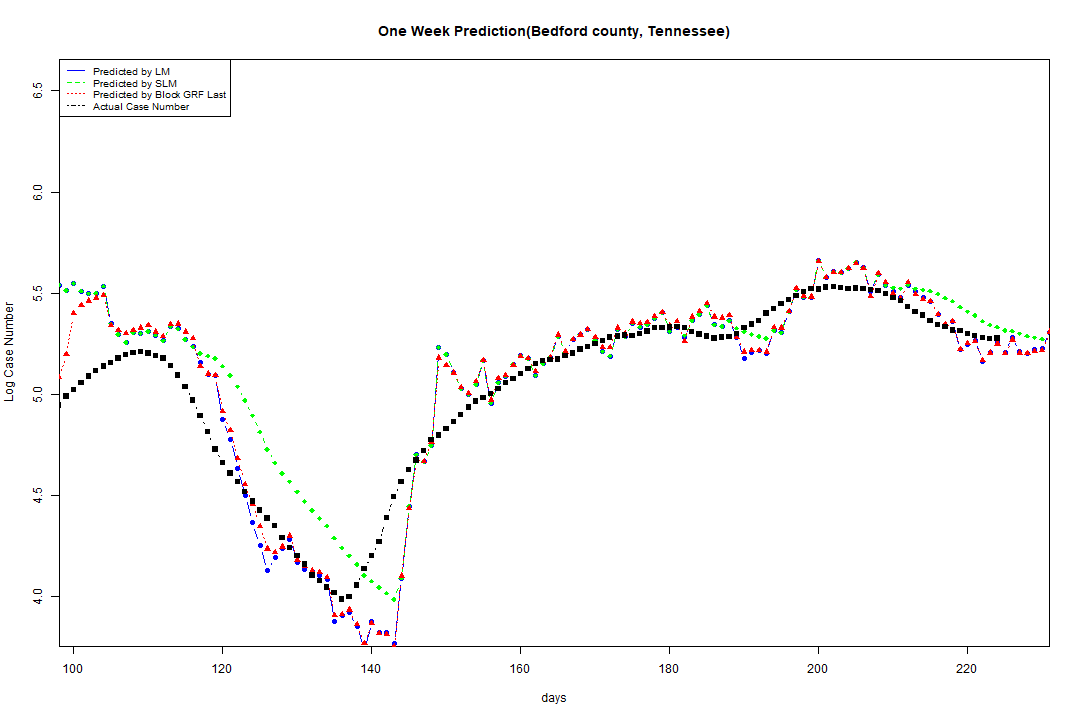 One Week Prediction(Bedford county, Tennessee)
Predicted by LM
Predicted by SLM
Predicted by Block GRF Last
Actual Case Number
Log Case Number
6.5
6.0
5.5
5.0
4.5
4.0
100 120 140 160 180 200 220
days